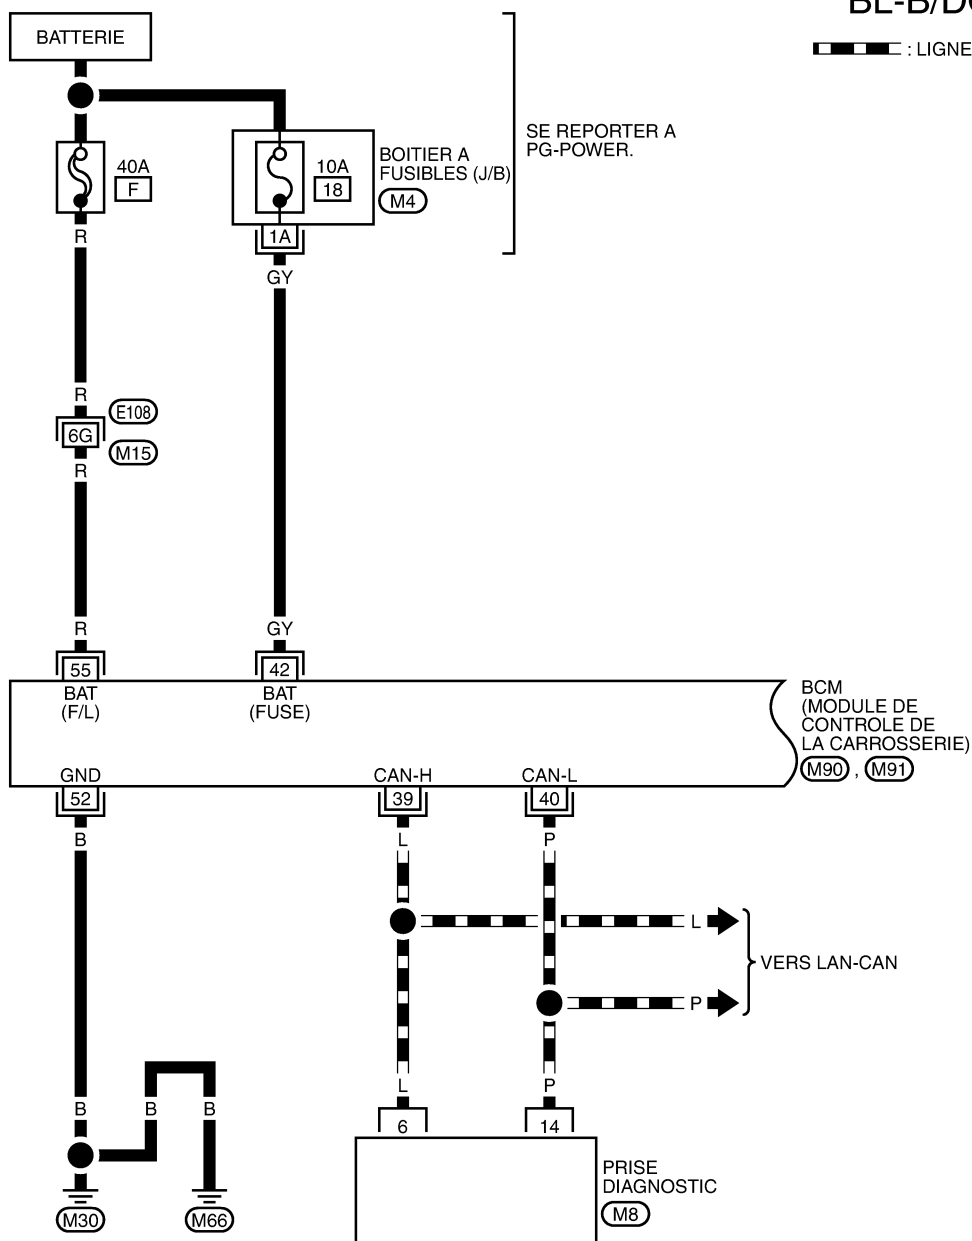 BL-B/DO
BATTERIE
: LIGNE
SE REPORTER A
PG-POWER.
40A
F
10A
18
BOITIER A
FUSIBLES (J/B)
M4
1A
R
GY
R
E108
6G
M15
R
R
GY
55
42
BAT
(F/L)
BAT
(FUSE)
BCM
(MODULE DE
CONTROLE DE
LA CARROSSERIE)
M90 , M91
GND
CAN-H
CAN-L
52
39
40
B
L
P
L
VERS LAN-CAN
P
L
P
B
B
B
6
14
PRISE
DIAGNOSTIC
M8
M30
M66